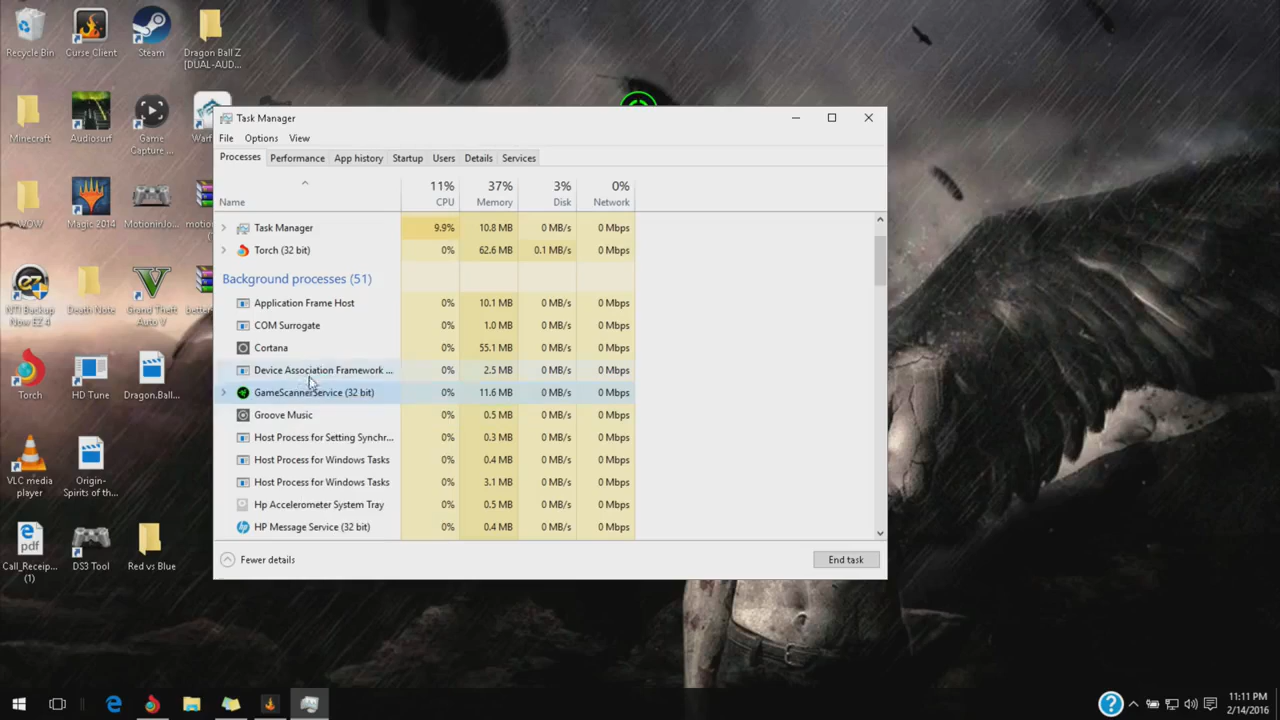 Recycle Bin
Curse Client
Steam
Dragon Ball Z
[DUAL-AUD...
Minecraft
Audiosurf
Game
Capture ...
WOW
Magic 2014
MotioninJo...
NTI Backup
Now EZ 4
Death Note
Grand Theft
Auto V
Torch
HD Tune
Dragon.Ball...
VLC media
player
Origin-
Spirits of th...
pdf
Call_Receip...
(1)
DS3 Tool
Red vs Blue
Task Manager
File
Options
View
Processes
Performance
App history
Startup
Users
Details
Services
Name
11%
CPU
37%
Memory
3%
Disk
0%
Network
Task Manager 9.9% 10.8 MB 0 MB/s 0 Mbps
Torch (32 bit) 0% 62.6 MB 0.1 MB/s 0 Mbps
Background processes (51)
Application Frame Host 0% 10.1 MB 0 MB/s 0 Mbps
COM Surrogate 0% 1.0 MB 0 MB/s 0 Mbps
Cortana 0% 55.1 MB 0 MB/s 0 Mbps
Device Association Framework ... 0% 2.5 MB 0 MB/s 0 Mbps
GameScannerService (32 bit) 0% 11.6 MB 0 MB/s 0 Mbps
Groove Music 0% 0.5 MB 0 MB/s 0 Mbps
Host Process for Setting Synchr... 0% 0.3 MB 0 MB/s 0 Mbps
Host Process for Windows Tasks 0% 0.4 MB 0 MB/s 0 Mbps
Host Process for Windows Tasks 0% 3.1 MB 0 MB/s 0 Mbps
Hp Accelerometer System Tray 0% 0.5 MB 0 MB/s 0 Mbps
HP Message Service (32 bit) 0% 0.4 MB 0 MB/s 0 Mbps
Fewer details
End task
11:11 PM
2/14/2016